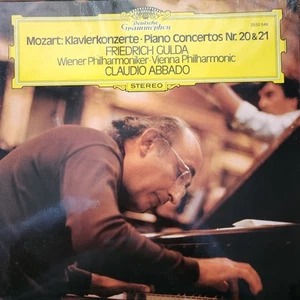 Deutsche
Grammophon
Mozart: Klavierkonzerte · Piano Concertos Nr. 20 & 21
FRIEDRICH GULDA
Wiener Philharmoniker · Vienna Philharmonic
CLAUDIO ABBADO
STEREO